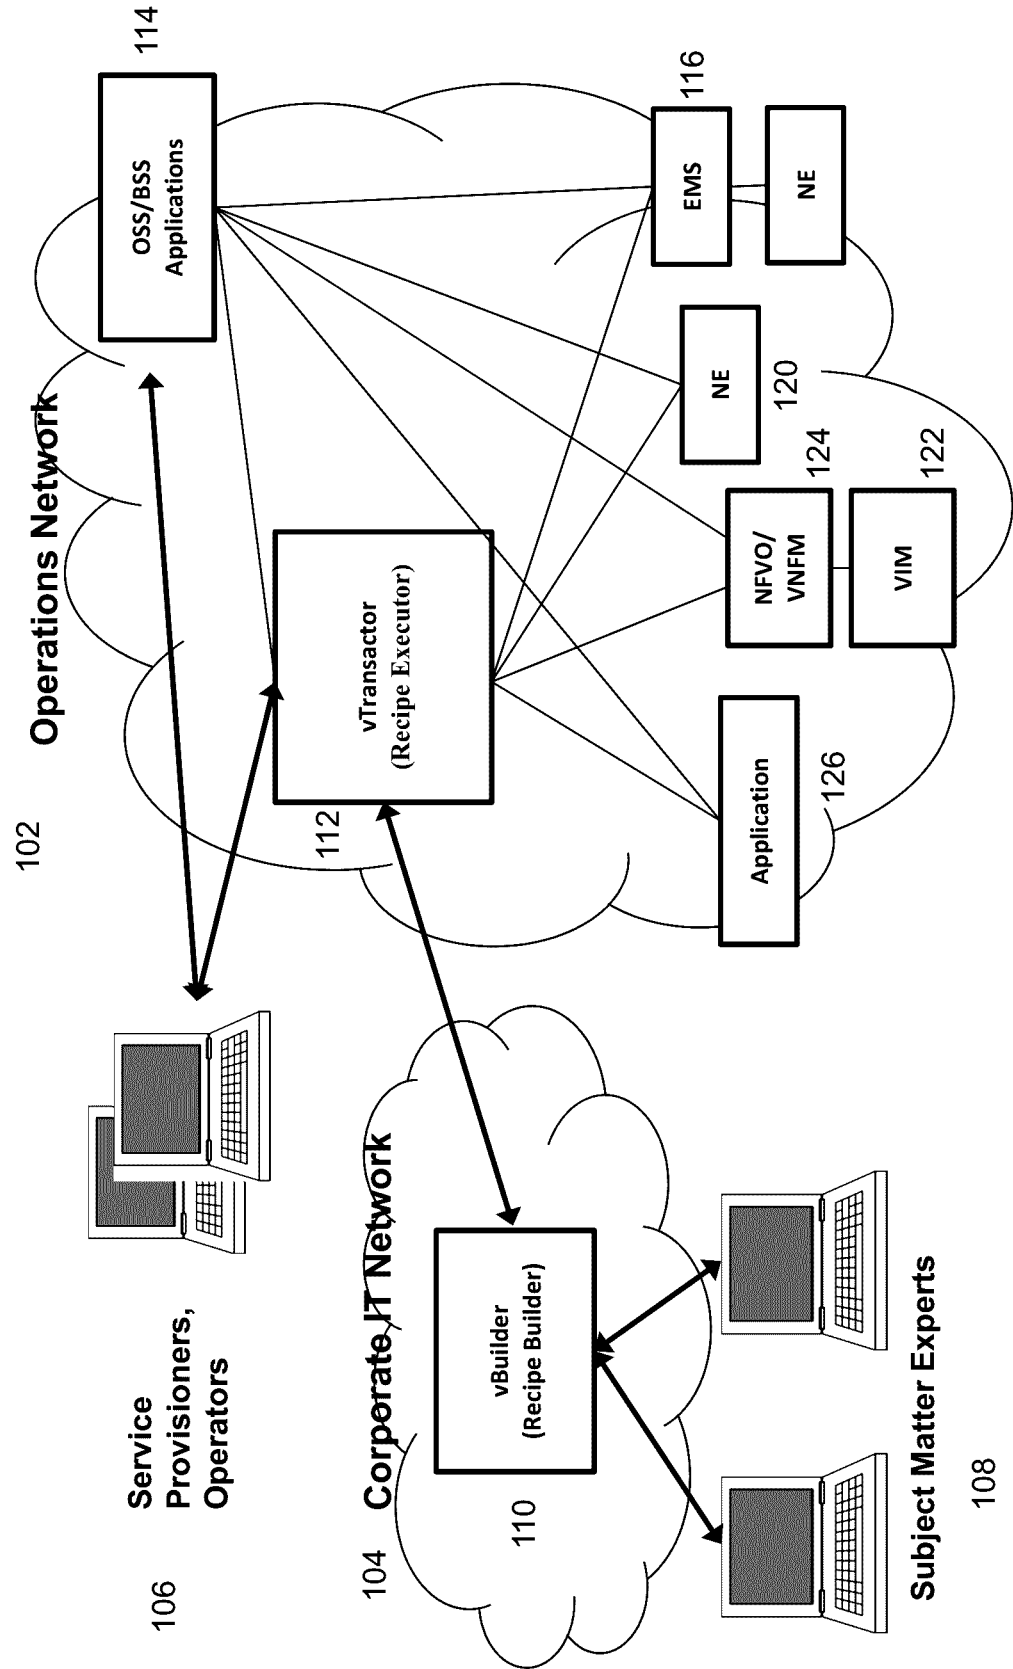 102
Operations Network
OSS/BSS
Applications
114
106
Service
Provisioners,
Operators
vTransactor
(Recipe Executor)
112
EMS
116
NE
NE
120
NFVO/
VNFM
124
VIM
122
Application
126
104
Corporate IT Network
vBuilder
(Recipe Builder)
110
Subject Matter Experts
108